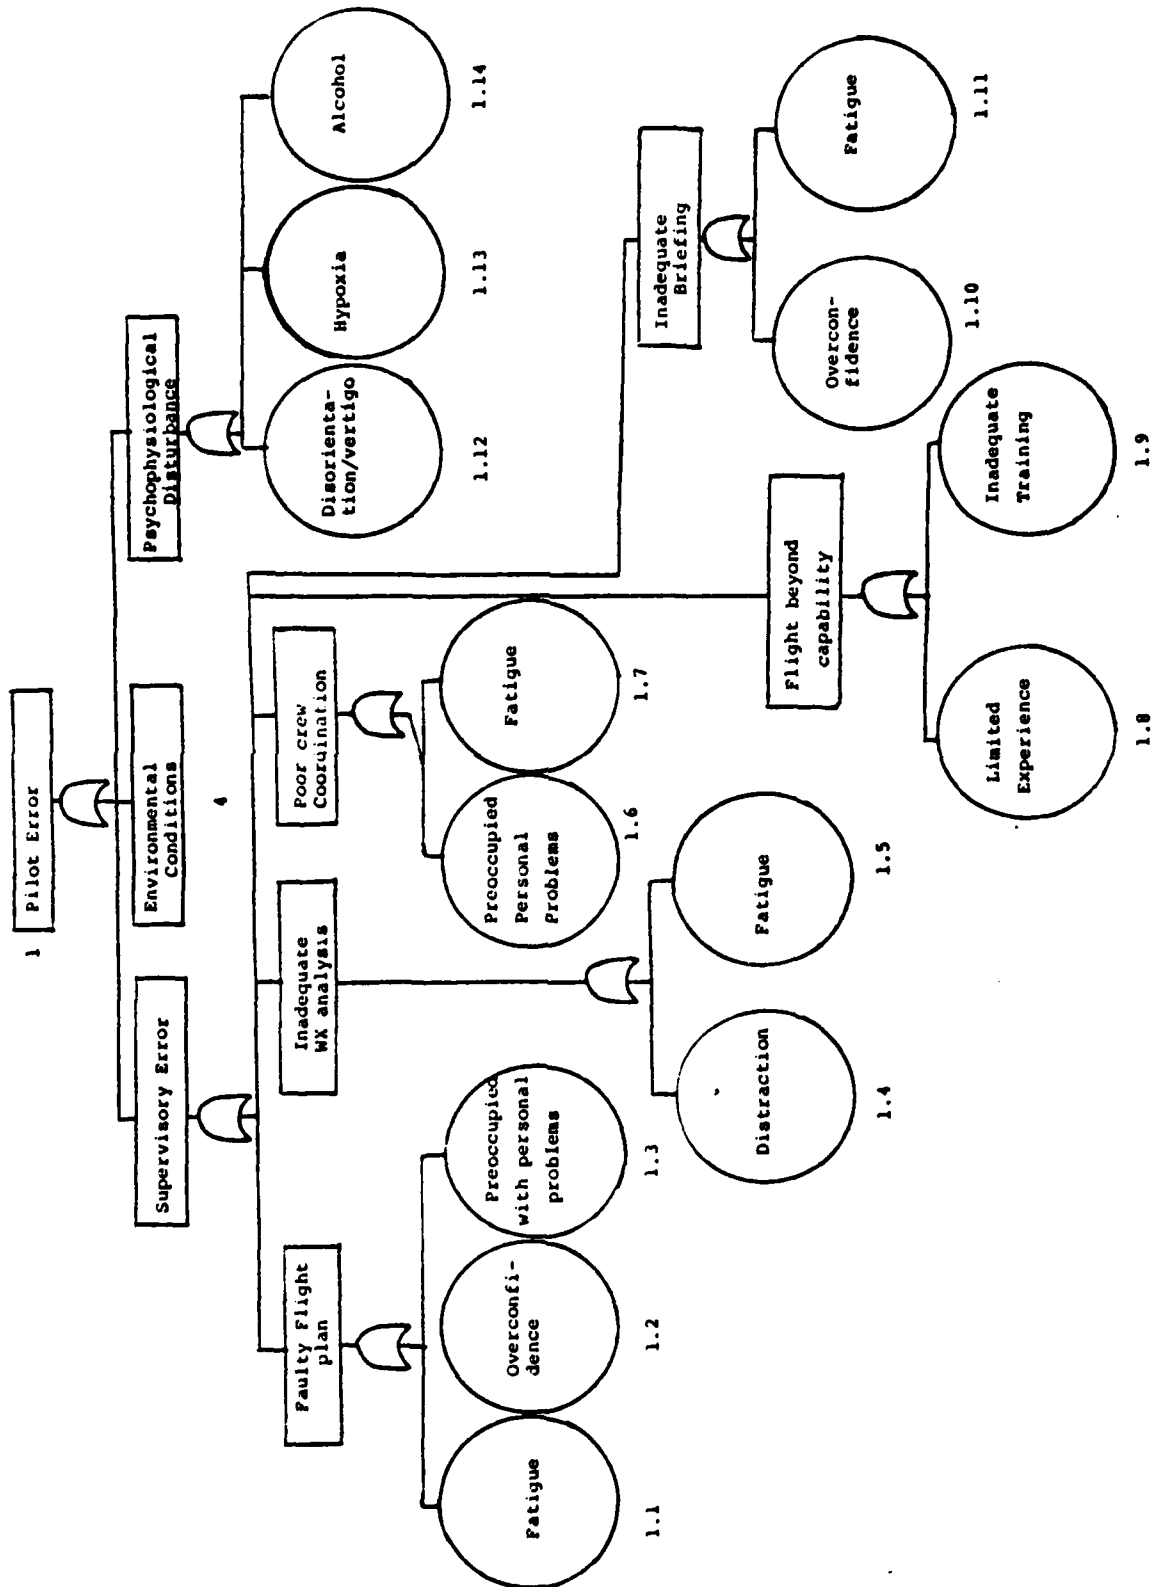 1
Pilot Error
Supervisory Error
Environmental
Conditions
4
Psychophysiological
Disturbance
Faulty Flight
plan
Inadequate
WX analysis
Poor crew
Coordination
Disorienta-
tion/vertigo
1.12
Hypoxia
1.13
Alcohol
1.14
Fatigue
1.1
Overconfi-
dence
1.2
Preoccupied
with personal
problems
1.3
Preoccupied
Personal
Problems
1.6
Fatigue
1.7
Inadequate
Briefing
Distraction
1.4
Fatigue
1.5
Flight beyond
capability
Overcon-
fidence
1.10
Fatigue
1.11
Limited
Experience
1.8
Inadequate
Training
1.9